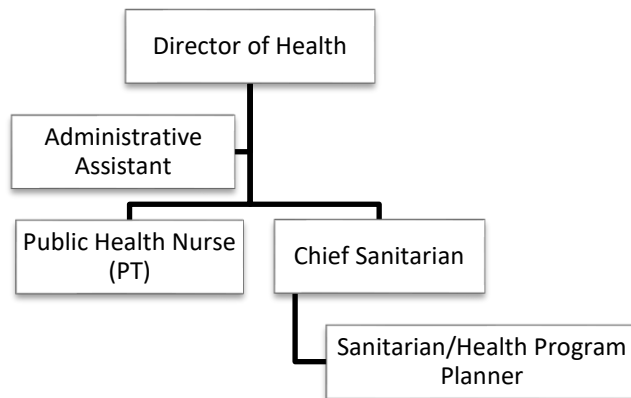 Director of Health
Administrative
Assistant
Public Health Nurse
(PT)
Chief Sanitarian
Sanitarian/Health Program
Planner